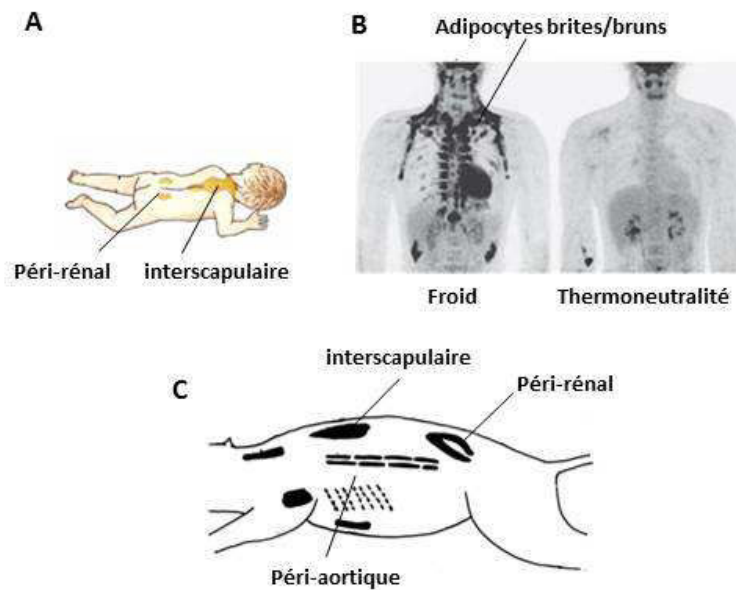 A
B
Adipocytes brites/bruns
Péri-rénal
interscapulaire
Froid
Thermoneutralité
C
interscapulaire
Péri-rénal
Péri-aortique